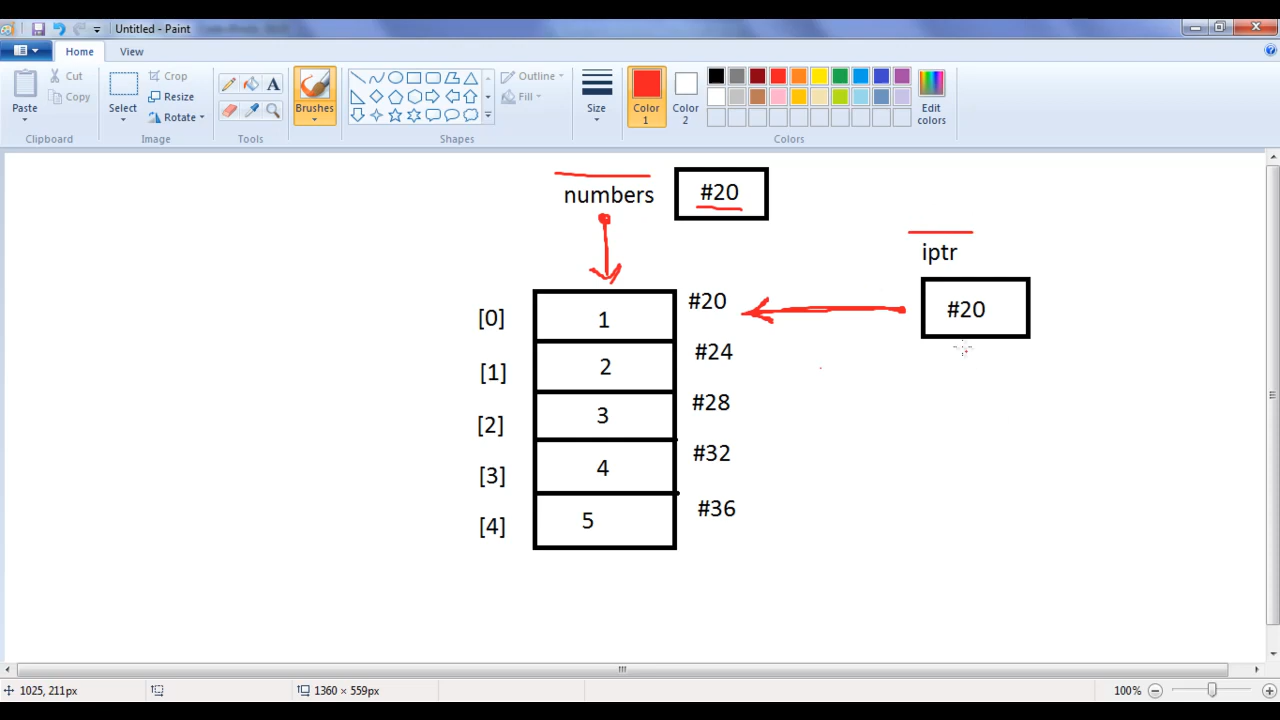 Untitled - Paint
Home View
Paste
Cut
Copy
Clipboard
Select
Crop
Resize
Rotate
Image
A
Tools
Brushes
Outline
Fill
Shapes
Size
Color 1
Color 2
Edit colors
Colors
numbers #20
iptr
#20
[0] 1 #20
[1] 2 #24
[2] 3 #28
[3] 4 #32
[4] 5 #36
1025, 211px 1360 × 559px 100%